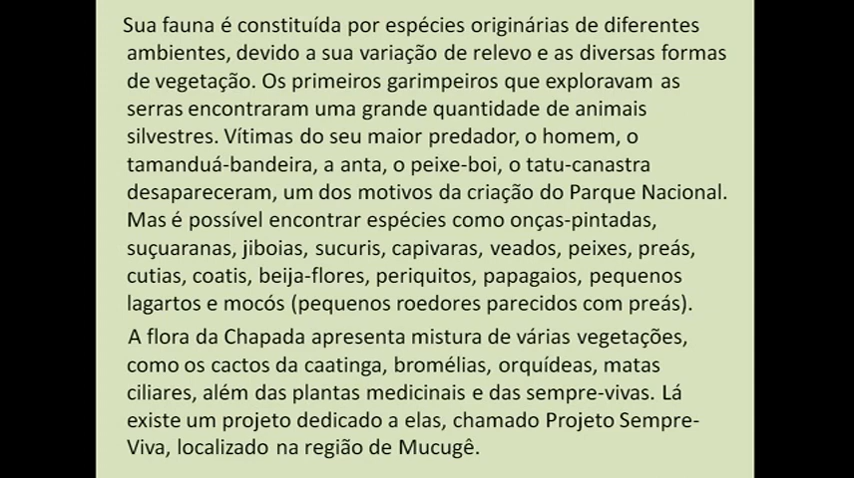 Sua fauna é constituída por espécies originárias de diferentes
ambientes, devido a sua variação de relevo e as diversas formas
de vegetação. Os primeiros garimpeiros que exploravam as
serras encontraram uma grande quantidade de animais
silvestres. Vítimas do seu maior predador, o homem, o
tamanduá-bandeira, a anta, o peixe-boi, o tatu-canastra
desapareceram, um dos motivos da criação do Parque Nacional.
Mas é possível encontrar espécies como onças-pintadas,
suçuaranas, jiboias, sucuris, capivaras, veados, peixes, preás,
cutias, coatis, beija-flores, periquitos, papagaios, pequenos
lagartos e mocós (pequenos roedores parecidos com preás).
A flora da Chapada apresenta mistura de várias vegetações,
como os cactos da caatinga, bromélias, orquídeas, matas
ciliares, além das plantas medicinais e das sempre-vivas. Lá
existe um projeto dedicado a elas, chamado Projeto Sempre-
Viva, localizado na região de Mucugê.